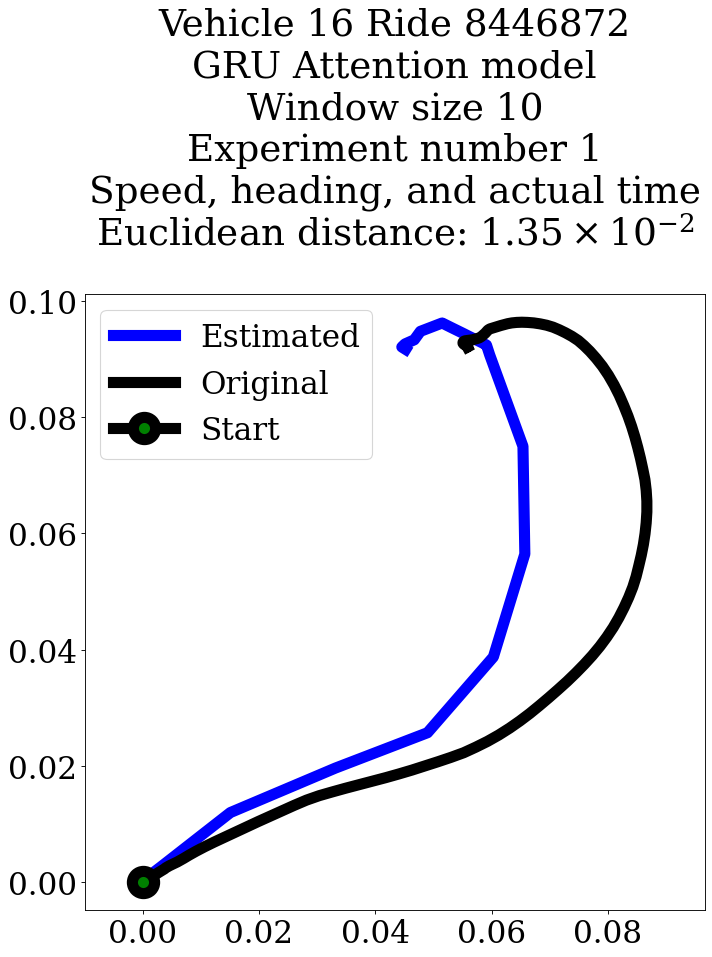 Vehicle 16 Ride 8446872
GRU Attention model
Window size 10
Experiment number 1
Speed, heading, and actual time
Euclidean distance: 1.35 × 10⁻²
0.10
0.08
0.06
0.04
0.02
0.00
Estimated
Original
Start
0.00 0.02 0.04 0.06 0.08